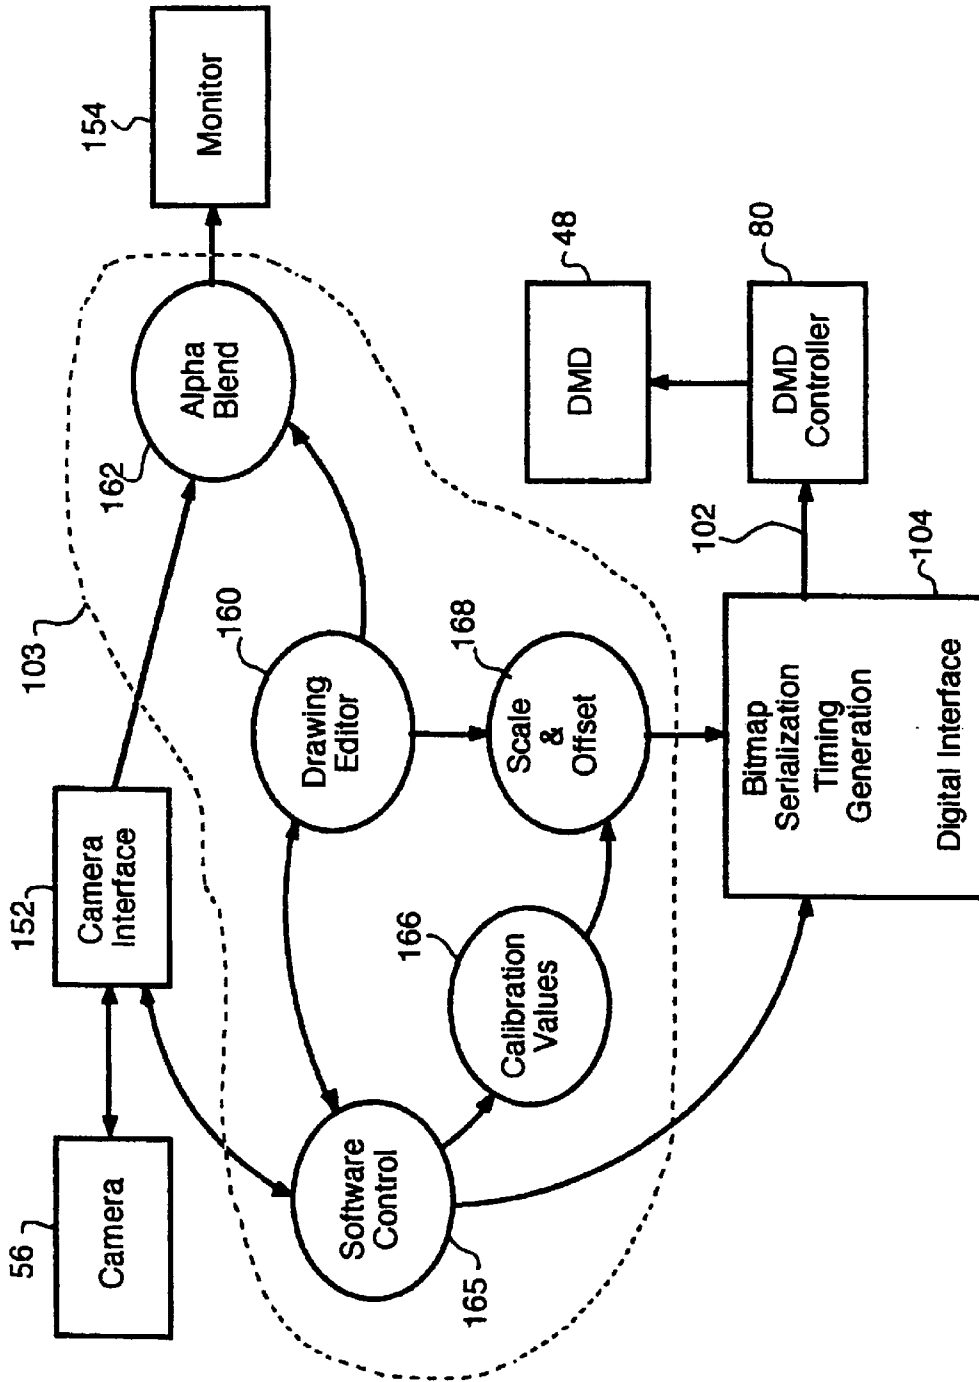 56
Camera
152
Camera
Interface
103
162
Alpha
Blend
154
Monitor
160
Drawing
Editor
165
Software
Control
166
Calibration
Values
168
Scale
&
Offset
48
DMD
80
DMD
Controller
102
104
Bitmap
Serialization
Timing
Generation
Digital Interface